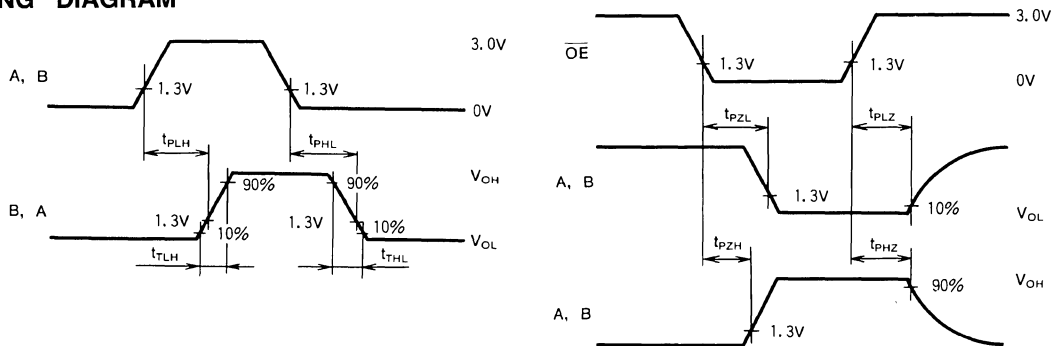 NG DIAGRAM
A, B
3.0V
1.3V
1.3V
0V
tPLH
tPHL
B, A
VOH
90%
90%
1.3V
10%
1.3V
10%
VOL
tTLH
tTHL
OE
3.0V
1.3V
1.3V
0V
tPZL
tPLZ
A, B
1.3V
10%
VOL
tPZH
tPHZ
A, B
90%
VOH
1.3V